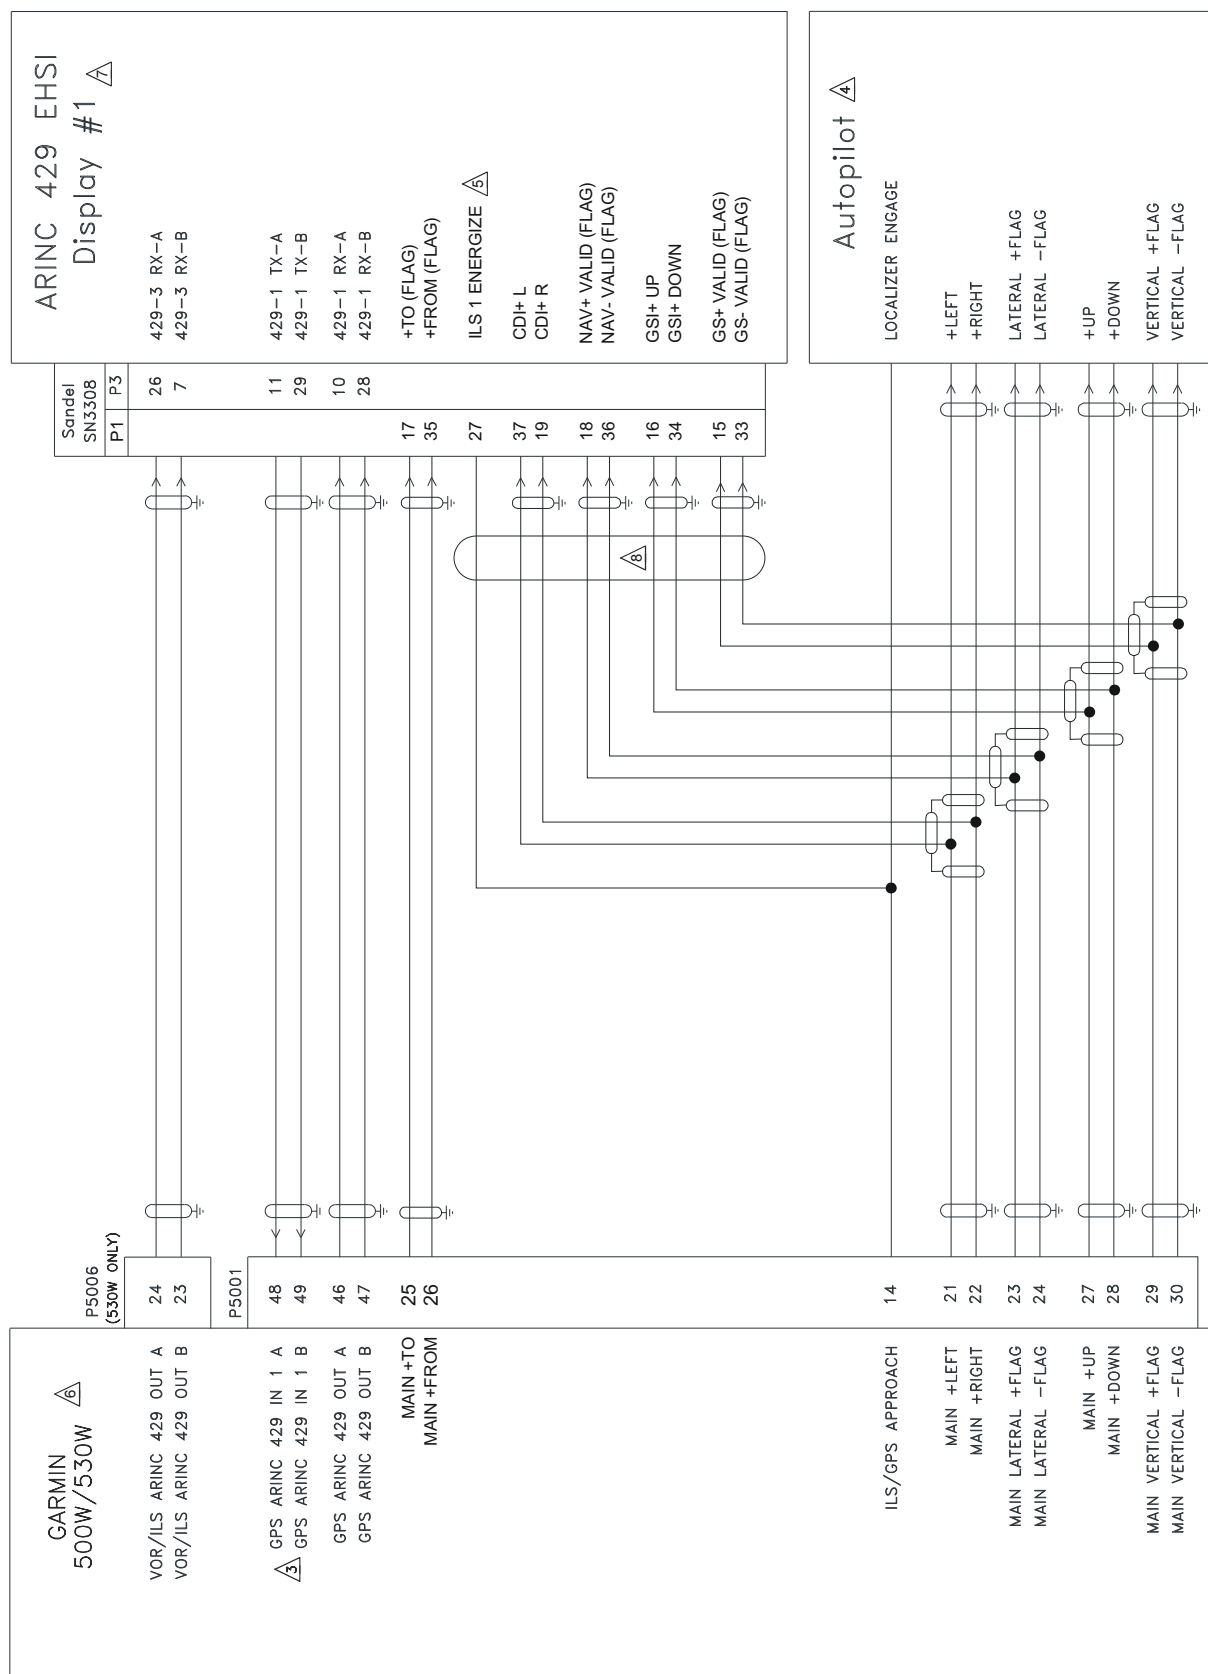 GARMIN
500W/530W
6
P5006
(530W ONLY)
VOR/ILS ARINC 429 OUT A 24
VOR/ILS ARINC 429 OUT B 23
P5001
3
GPS ARINC 429 IN 1 A 48
GPS ARINC 429 IN 1 B 49
GPS ARINC 429 OUT A 46
GPS ARINC 429 OUT B 47
MAIN +TO 25
MAIN +FROM 26
ILS/GPS APPROACH 14
MAIN +LEFT 21
MAIN +RIGHT 22
MAIN LATERAL +FLAG 23
MAIN LATERAL -FLAG 24
MAIN +UP 27
MAIN +DOWN 28
MAIN VERTICAL +FLAG 29
MAIN VERTICAL -FLAG 30
8
ARINC 429 EHSI
Display #1
7
Sandel
SN3308
P1 P3
26 429-3 RX-A
7 429-3 RX-B
11 429-1 TX-A
29 429-1 TX-B
10 429-1 RX-A
28 429-1 RX-B
17 +TO (FLAG)
35 +FROM (FLAG)
27 ILS 1 ENERGIZE 5
37 CDI+ L
19 CDI+ R
18 NAV+ VALID (FLAG)
36 NAV- VALID (FLAG)
16 GSI+ UP
34 GSI+ DOWN
15 GS+ VALID (FLAG)
33 GS- VALID (FLAG)
Autopilot
4
LOCALIZER ENGAGE
+LEFT
+RIGHT
LATERAL +FLAG
LATERAL -FLAG
+UP
+DOWN
VERTICAL +FLAG
VERTICAL -FLAG